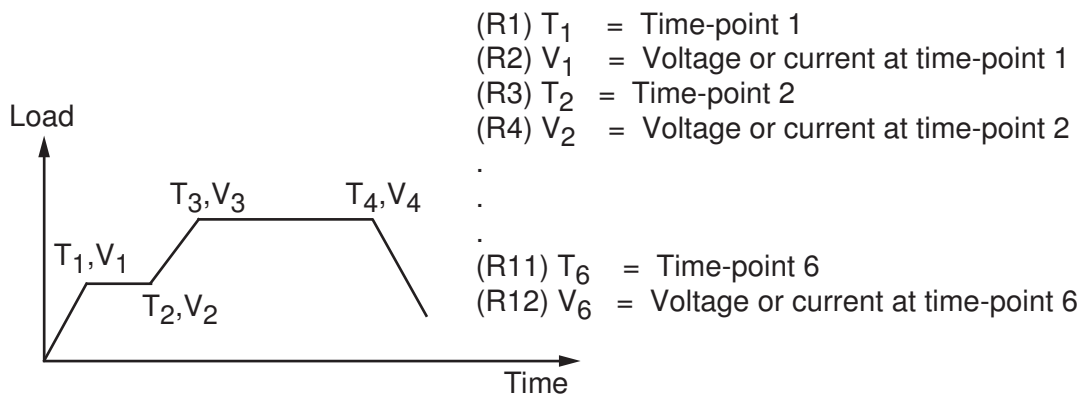 (R1) T1 = Time-point 1
(R2) V1 = Voltage or current at time-point 1
(R3) T2 = Time-point 2
(R4) V2 = Voltage or current at time-point 2
.
.
.
(R11) T6 = Time-point 6
(R12) V6 = Voltage or current at time-point 6
Load
T3,V3
T4,V4
T1,V1
T2,V2
Time